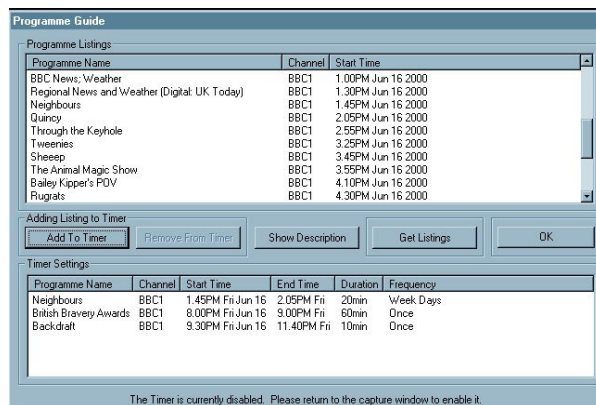 Programme Guide
Programme Listings
Programme Name Channel Start Time
BBC News; Weather BBC1 1.00PM Jun 16 2000
Regional News and Weather (Digital: UK Today) BBC1 1.30PM Jun 16 2000
Neighbours BBC1 1.45PM Jun 16 2000
Quincy BBC1 2.05PM Jun 16 2000
Through the Keyhole BBC1 2.55PM Jun 16 2000
Tweenies BBC1 3.25PM Jun 16 2000
Sheeep BBC1 3.45PM Jun 16 2000
The Animal Magic Show BBC1 3.55PM Jun 16 2000
Bailey Kipper's POV BBC1 4.10PM Jun 16 2000
Rugrats BBC1 4.30PM Jun 16 2000
Adding Listing to Timer
Add To Timer Remove From Timer Show Description Get Listings OK
Timer Settings
Programme Name Channel Start Time End Time Duration Frequency
Neighbours BBC1 1.45PM Fri Jun 16 2.05PM Fri 20min Week Days
British Bravery Awards BBC1 8.00PM Fri Jun 16 9.00PM Fri 60min Once
Backdraft BBC1 9.30PM Fri Jun 16 11.40PM Fri 10min Once
The Timer is currently disabled. Please return to the capture window to enable it.